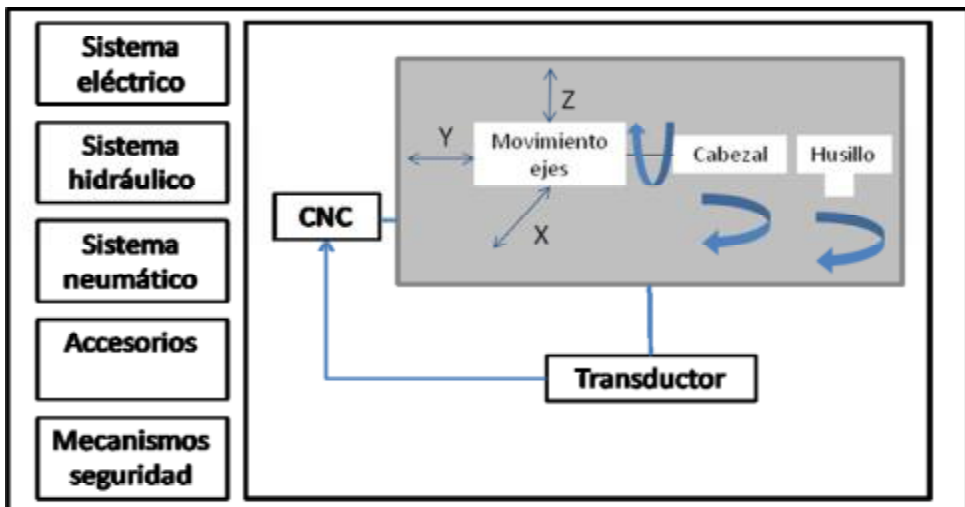 Sistema
eléctrico
Sistema
hidráulico
Sistema
neumático
Accesorios
Mecanismos
seguridad
Z
Y
Movimiento
ejes
X
Cabezal
Husillo
CNC
Transductor